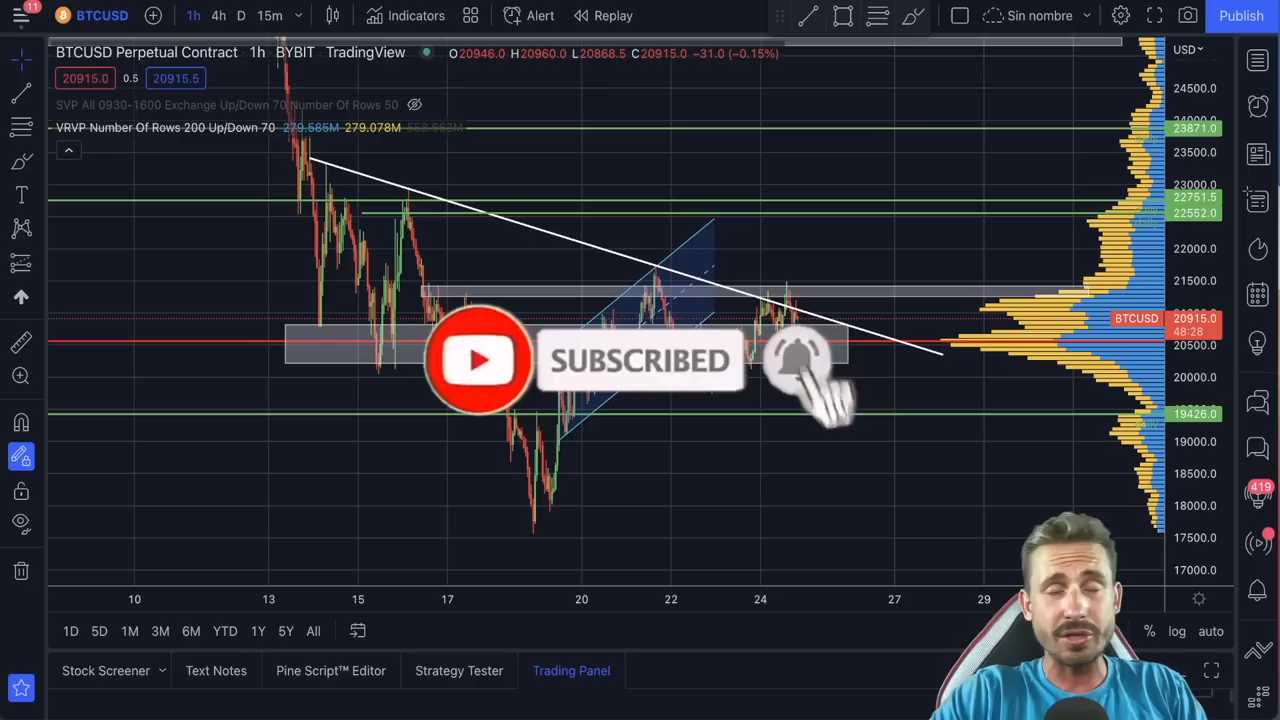 11
BTCUSD
1h
4h
D
15m
Indicators
Alert
Replay
Sin nombre
Publish
BTCUSD Perpetual Contract · 1h · BYBIT · TradingView
O20946.0 H20960.0 L20868.5 C20915.0 −31.0 (−0.15%)
USD
20915.0
0.5
20915.5
SVP All 0930-1600 Exchange Up/Down 70 Number Of Rows 50
VRVP Number Of Rows 200 Up/Down 70 279.585M 279.078M
24500.0
23871.0
23500.0
23000.0
22751.5
22552.0
22000.0
21500.0
BTCUSD
20915.0
48:28
20500.0
20000.0
19426.0
19000.0
18500.0
18000.0
17500.0
17000.0
SUBSCRIBED
419
10
13
15
17
20
22
24
27
29
1D
5D
1M
3M
6M
YTD
1Y
5Y
All
%
log
auto
Stock Screener
Text Notes
Pine Script™ Editor
Strategy Tester
Trading Panel